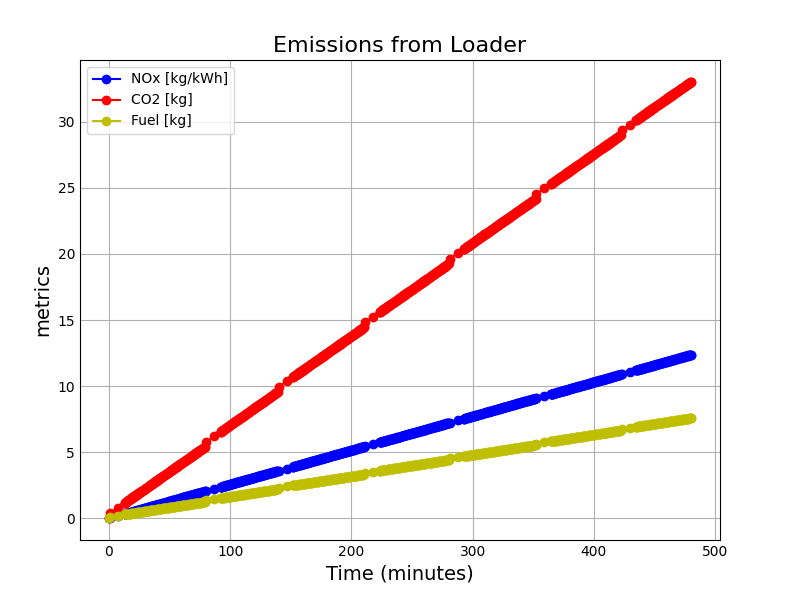 Emissions from Loader
NOx [kg/kWh]
CO2 [kg]
Fuel [kg]
metrics
30
25
20
15
10
5
0
0 100 200 300 400 500
Time (minutes)